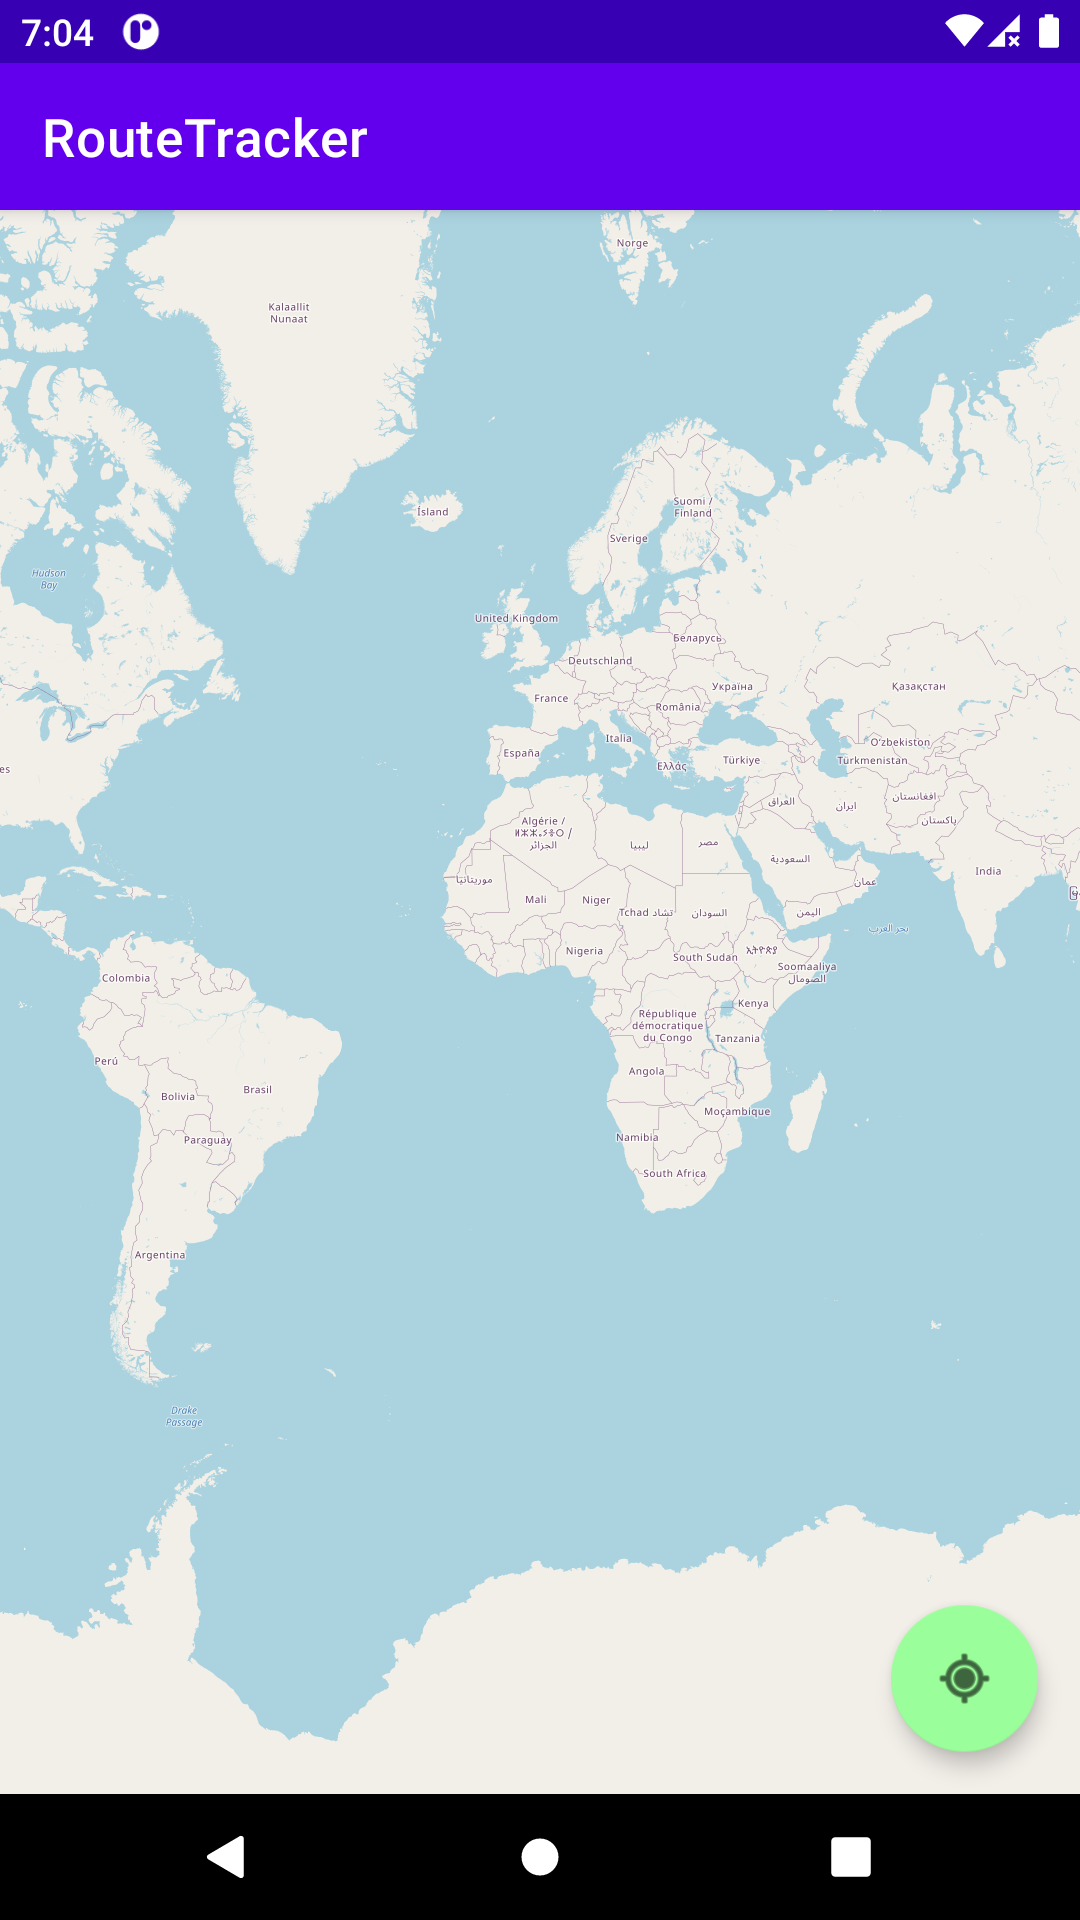 7:04
RouteTracker
Norge
Kalaallit
Nunaat
Ísland
Suomi /
Finland
Sverige
Hudson
Bay
United Kingdom
Беларусь
Deutschland
Україна
Қазақстан
France
România
Italia
España
Oʻzbekiston
Türkiye
Türkmenistan
Ελλάς
es
افغانستان
العراق
ایران
پاکستان
Algérie /
ⵍⵣⵣⴰⵢⴻⵔ /
الجزائر
ليبيا
مصر
السعودية
India
موريتانيا
عمان
Mali
Niger
Tchad تشاد
السودان
اليمن
بحر العرب
Nigeria
South Sudan
ኢትዮጵያ
Soomaaliya
الصومال
Colombia
Kenya
République
démocratique
du Congo
Tanzania
Perú
Angola
Bolivia
Brasil
Moçambique
Paraguay
Namibia
South Africa
Argentina
Drake
Passage